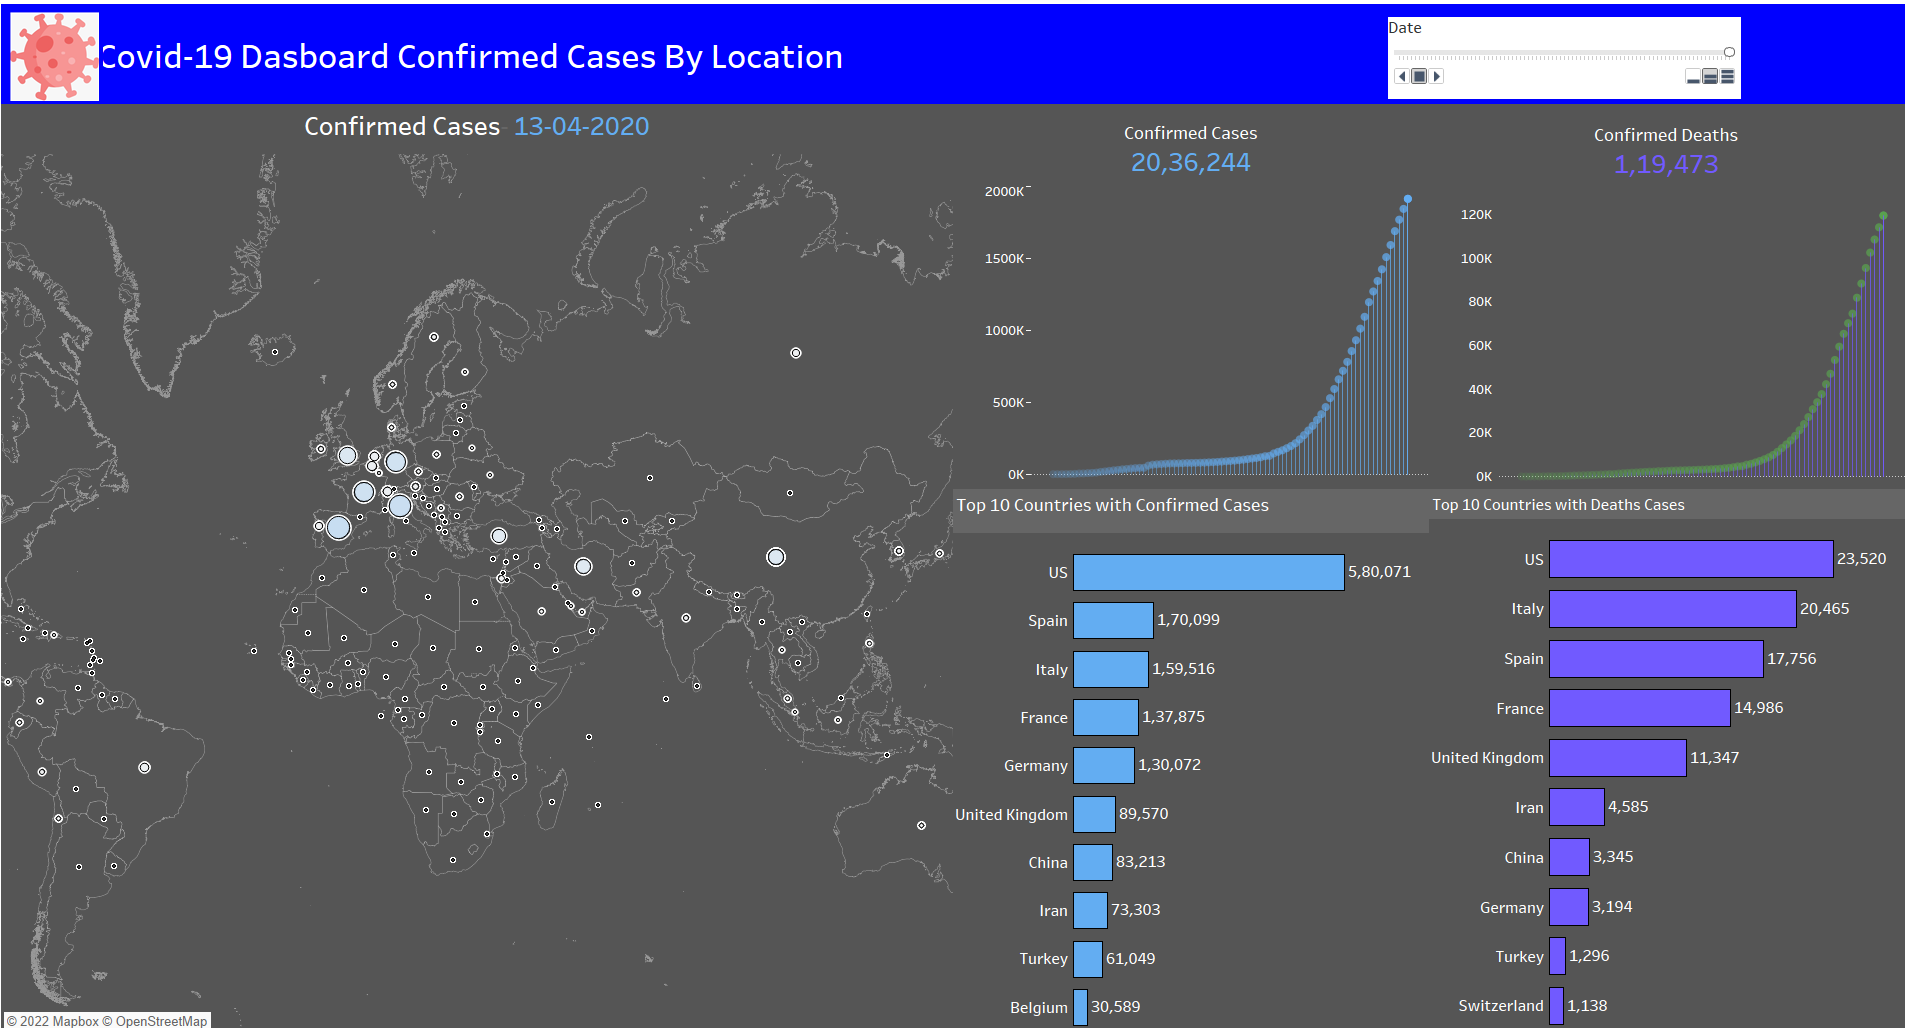 Covid-19 Dasboard Confirmed Cases By Location
Date
Confirmed Cases 13-04-2020
© 2022 Mapbox © OpenStreetMap
Confirmed Cases
20,36,244
2000K
1500K
1000K
500K
0K
Confirmed Deaths
1,19,473
120K
100K
80K
60K
40K
20K
0K
Top 10 Countries with Confirmed Cases
US 5,80,071
Spain 1,70,099
Italy 1,59,516
France 1,37,875
Germany 1,30,072
United Kingdom 89,570
China 83,213
Iran 73,303
Turkey 61,049
Belgium 30,589
Top 10 Countries with Deaths Cases
US 23,520
Italy 20,465
Spain 17,756
France 14,986
United Kingdom 11,347
Iran 4,585
China 3,345
Germany 3,194
Turkey 1,296
Switzerland 1,138